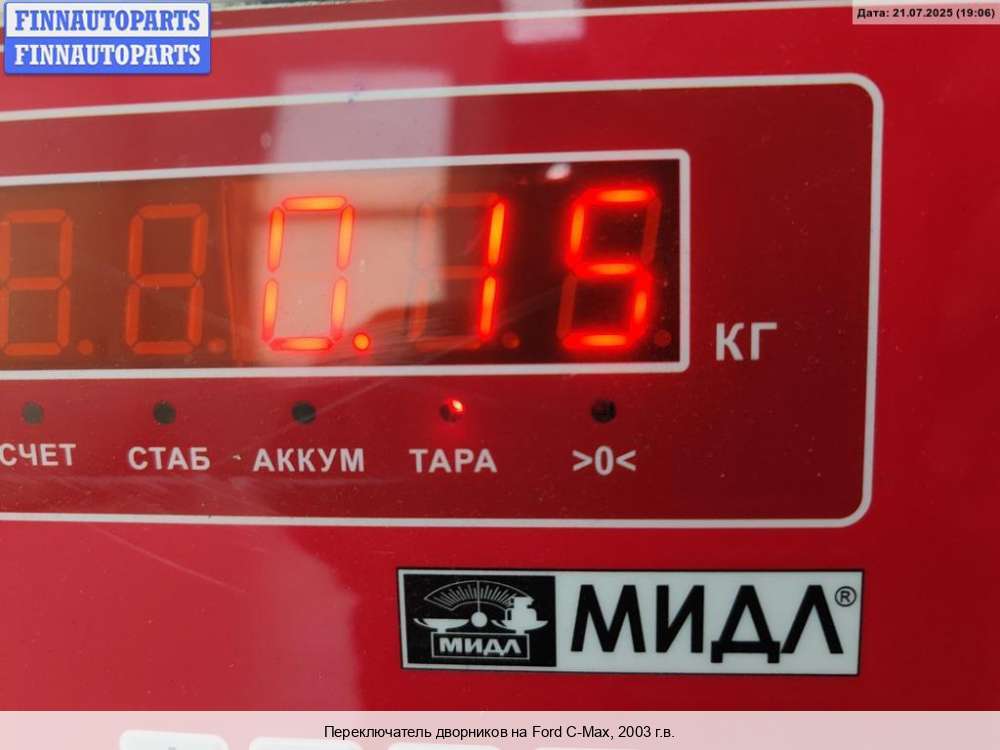 FINNAUTOPARTS
FINNAUTOPARTS
Дата: 21.07.2025 (19:06)
0.15
КГ
СЧЕТ СТАБ АККУМ ТАРА >0<
МИДЛ
МИДЛ®
Переключатель дворников на Ford C-Max, 2003 г.в.